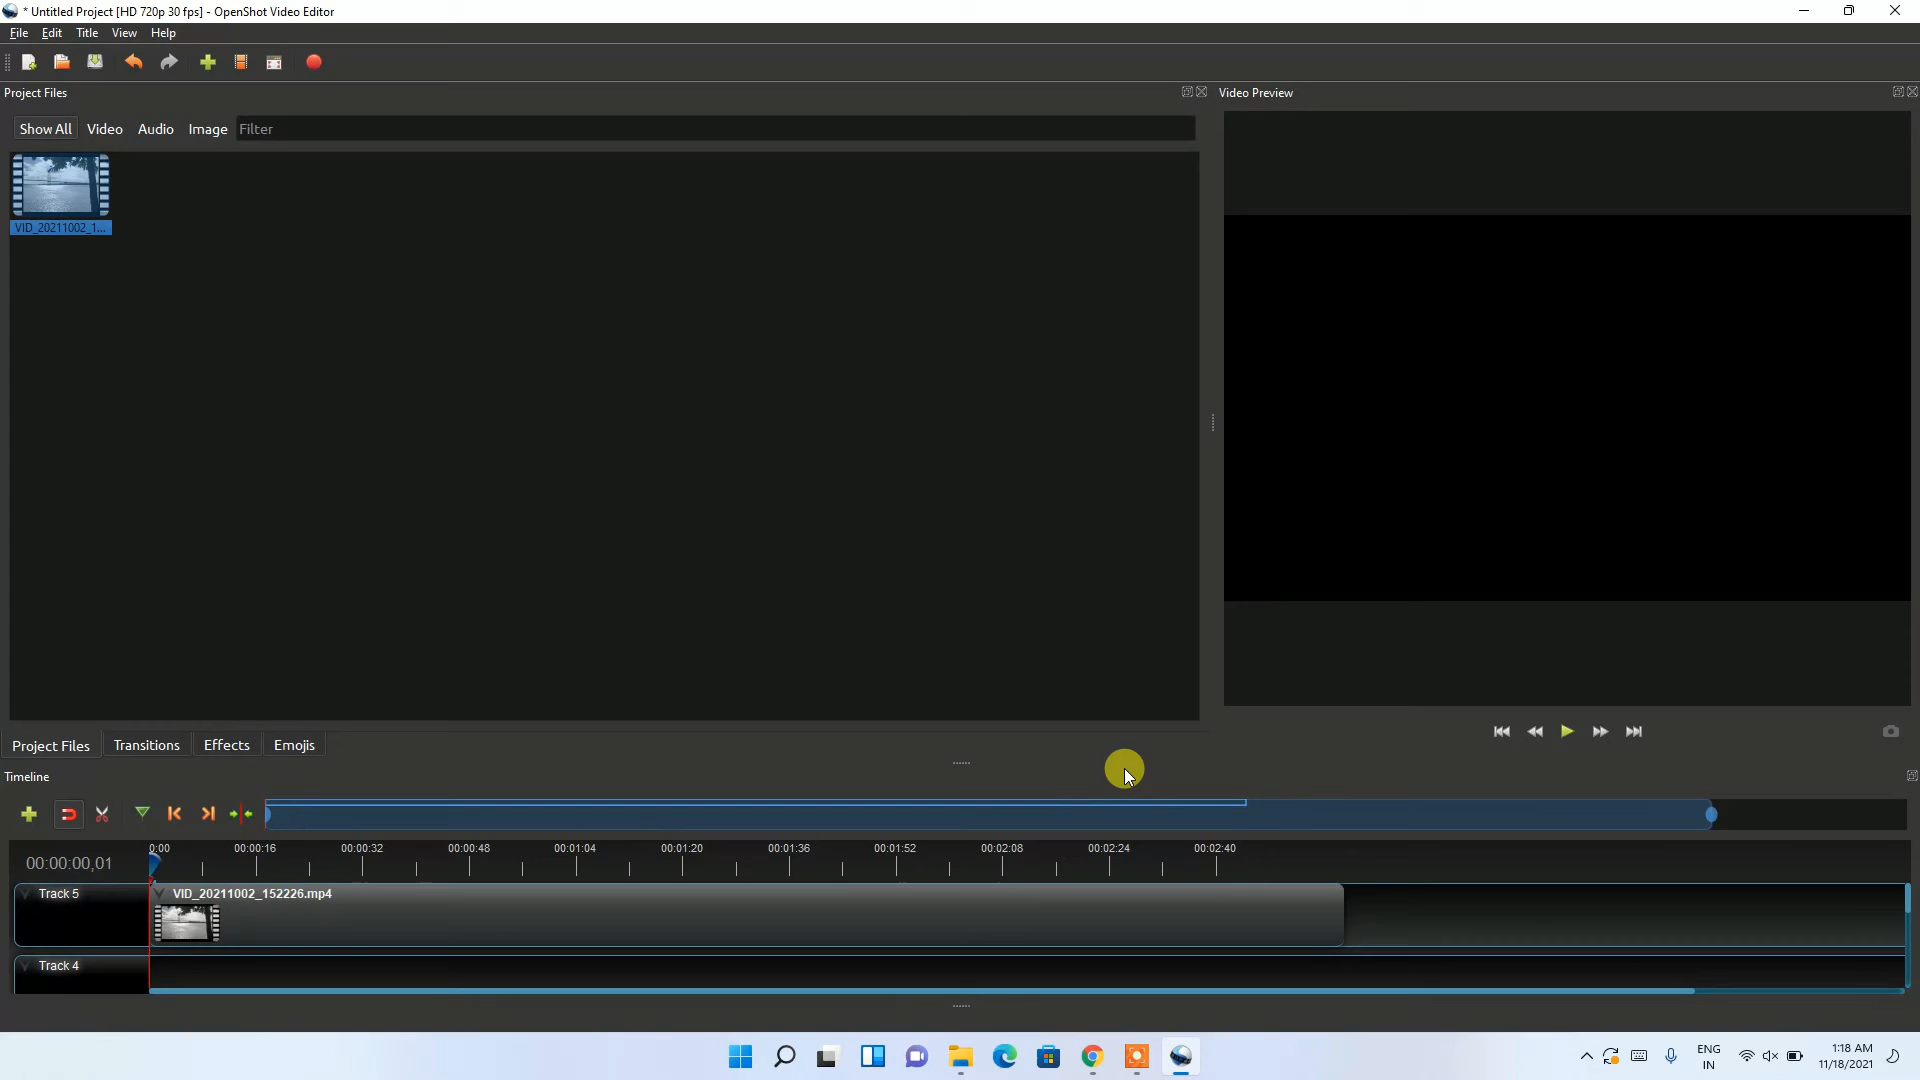 * Untitled Project [HD 720p 30 fps] - OpenShot Video Editor
File Edit Title View Help
Project Files
Video Preview
Show All Video Audio Image Filter
VID_20211002_1...
Project Files Transitions Effects Emojis
Timeline
00:00:00,01
0:00 00:00:16 00:00:32 00:00:48 00:01:04 00:01:20 00:01:36 00:01:52 00:02:08 00:02:24 00:02:40
Track 5
VID_20211002_152226.mp4
Track 4
ENG
IN
1:18 AM
11/18/2021